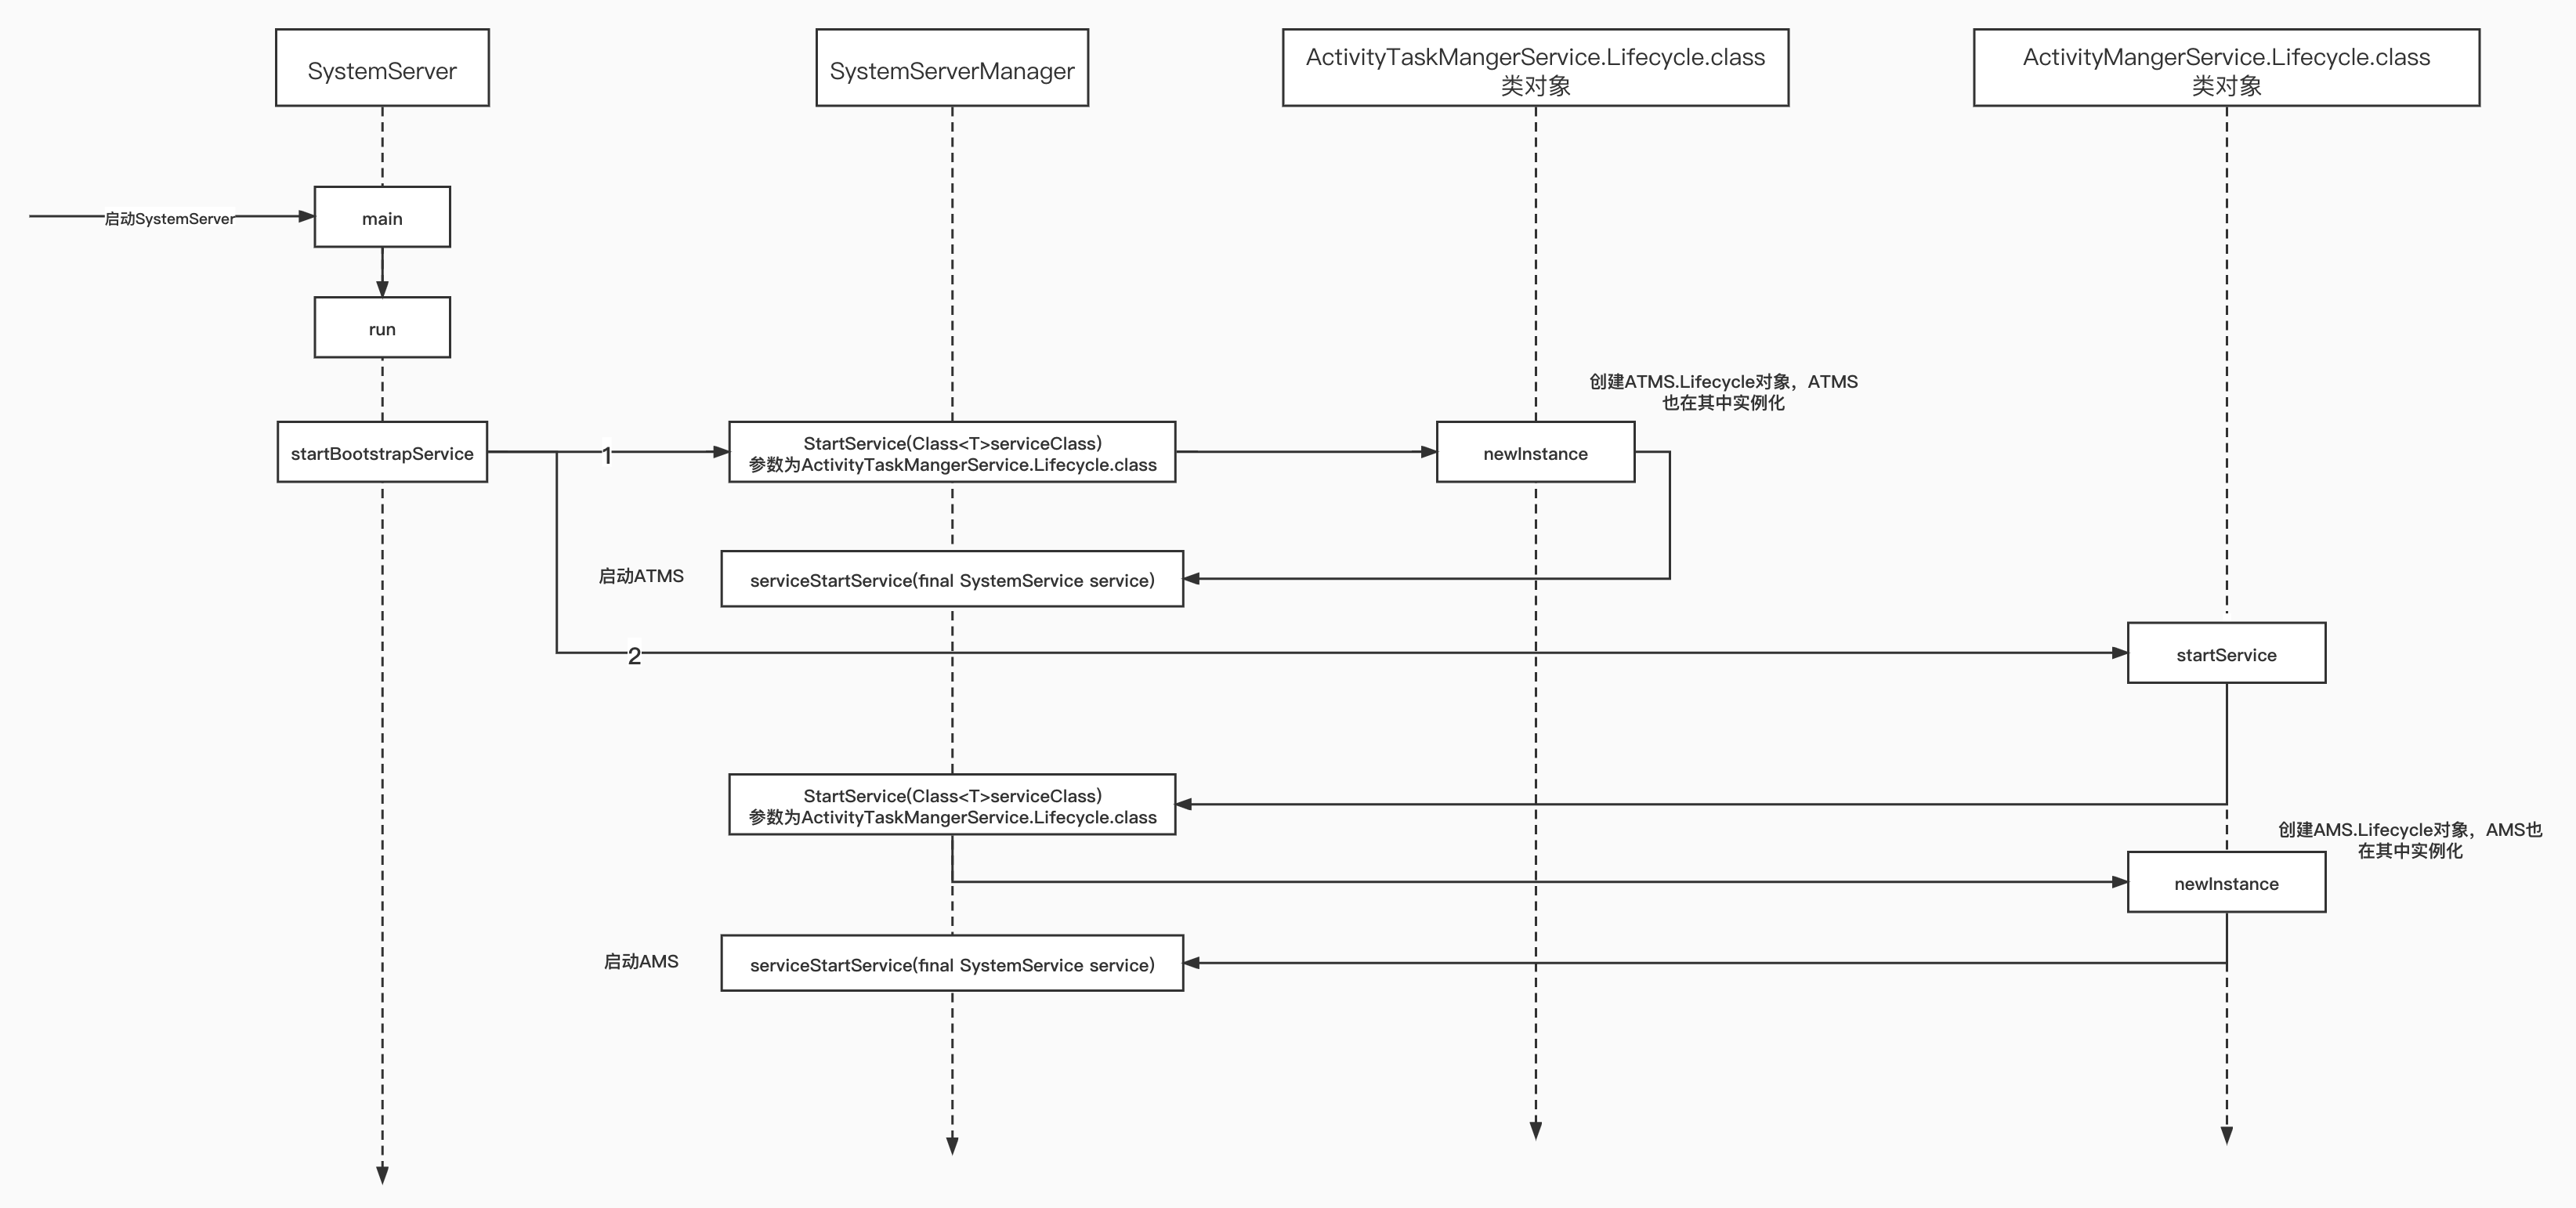 SystemServer
SystemServerManager
ActivityTaskMangerService.Lifecycle.class
类对象
ActivityMangerService.Lifecycle.class
类对象
启动SystemServer
main
run
创建ATMS.Lifecycle对象，ATMS
也在其中实例化
startBootstrapService
1
StartService(Class<T>serviceClass)
参数为ActivityTaskMangerService.Lifecycle.class
newInstance
启动ATMS
serviceStartService(final SystemService service)
2
startService
StartService(Class<T>serviceClass)
参数为ActivityTaskMangerService.Lifecycle.class
创建AMS.Lifecycle对象，AMS也
在其中实例化
newInstance
启动AMS
serviceStartService(final SystemService service)